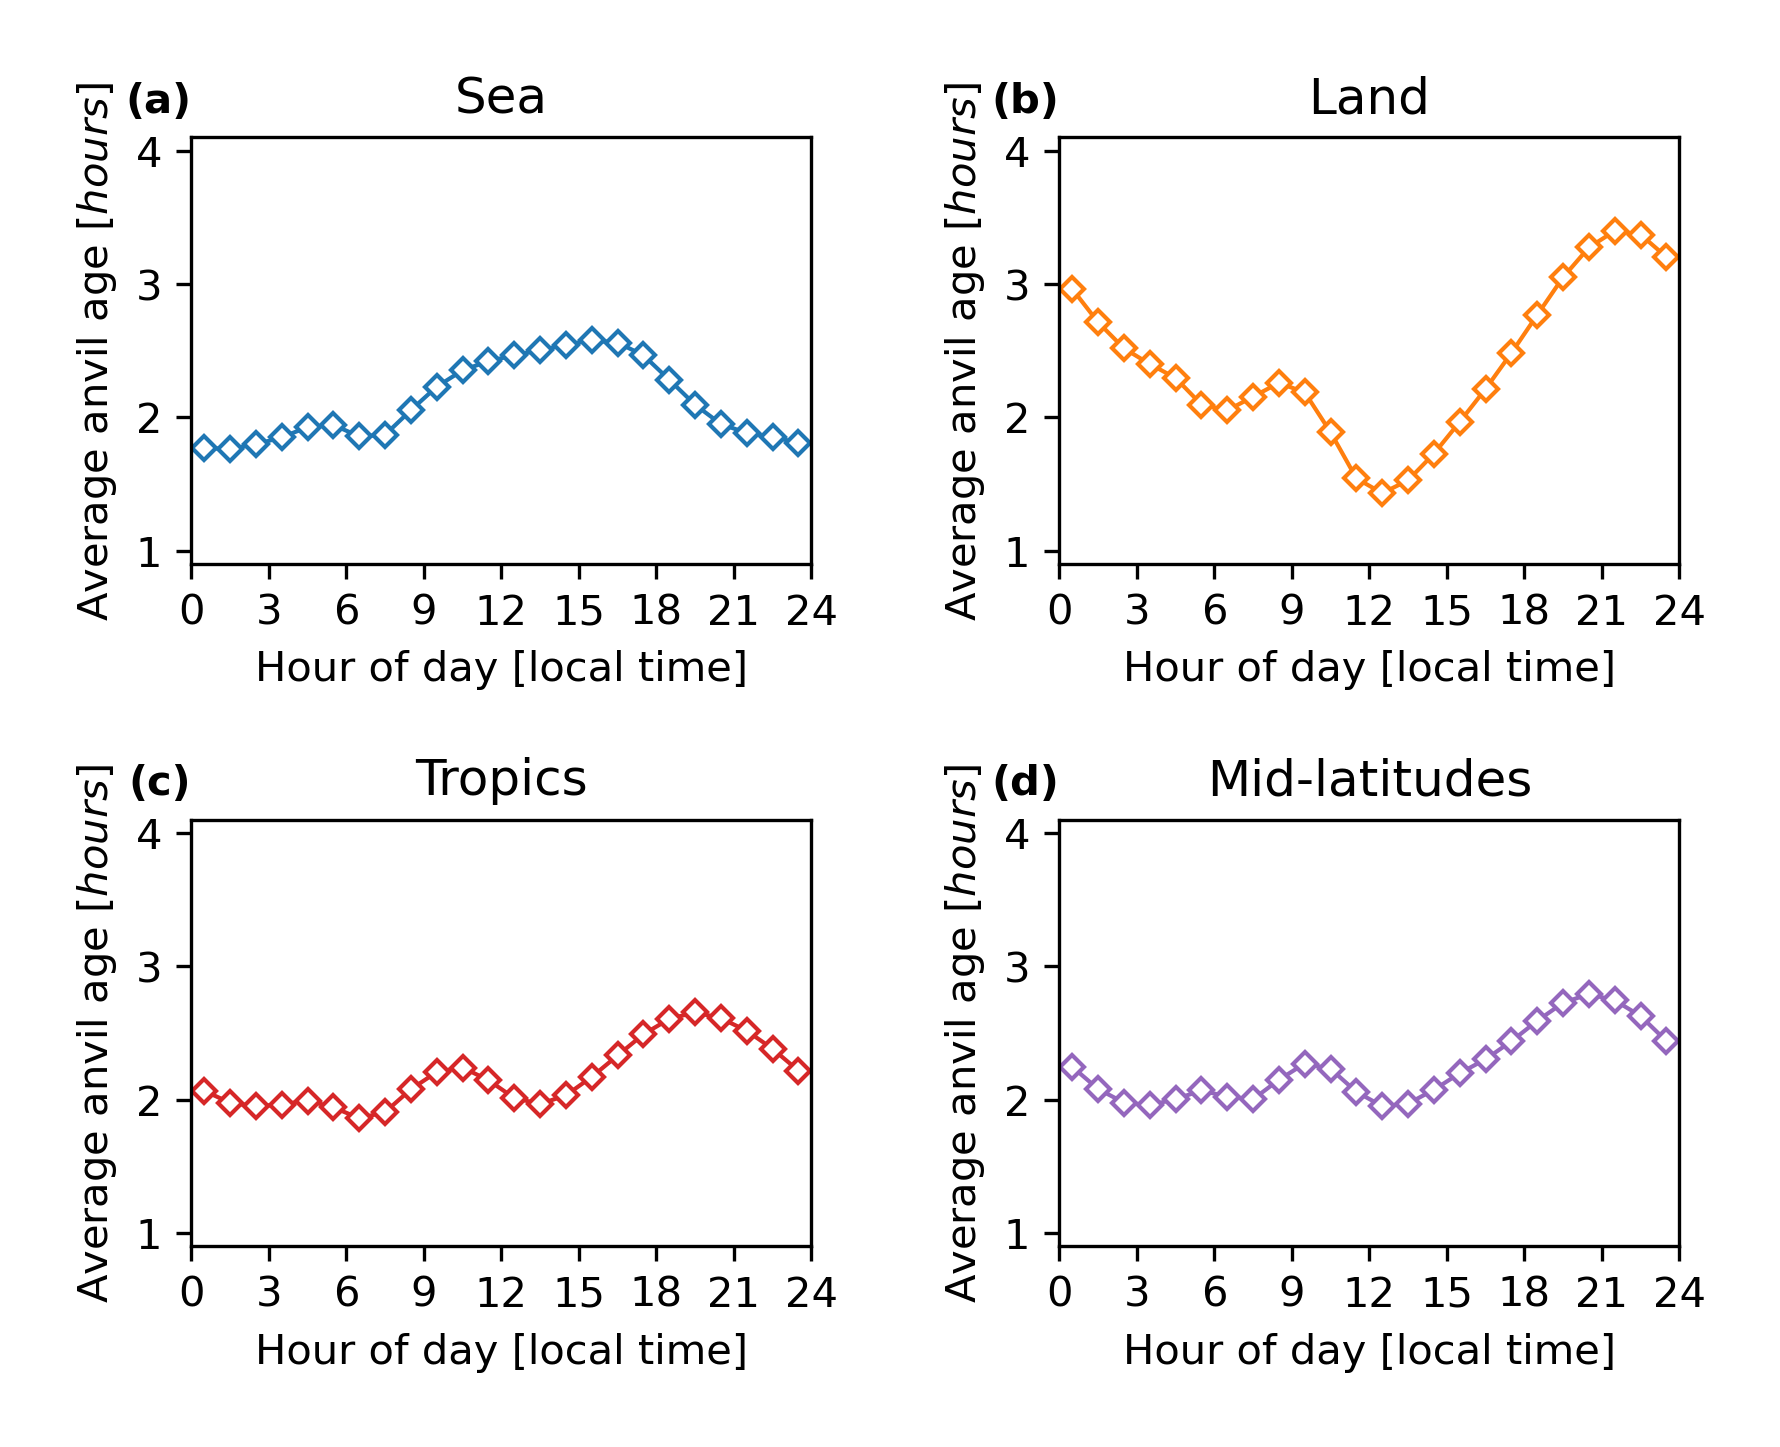 (a) Sea
Average anvil age [hours]
4
3
2
1
0 3 6 9 12 15 18 21 24
Hour of day [local time]
(b) Land
Average anvil age [hours]
4
3
2
1
0 3 6 9 12 15 18 21 24
Hour of day [local time]
(c) Tropics
Average anvil age [hours]
4
3
2
1
0 3 6 9 12 15 18 21 24
Hour of day [local time]
(d) Mid-latitudes
Average anvil age [hours]
4
3
2
1
0 3 6 9 12 15 18 21 24
Hour of day [local time]